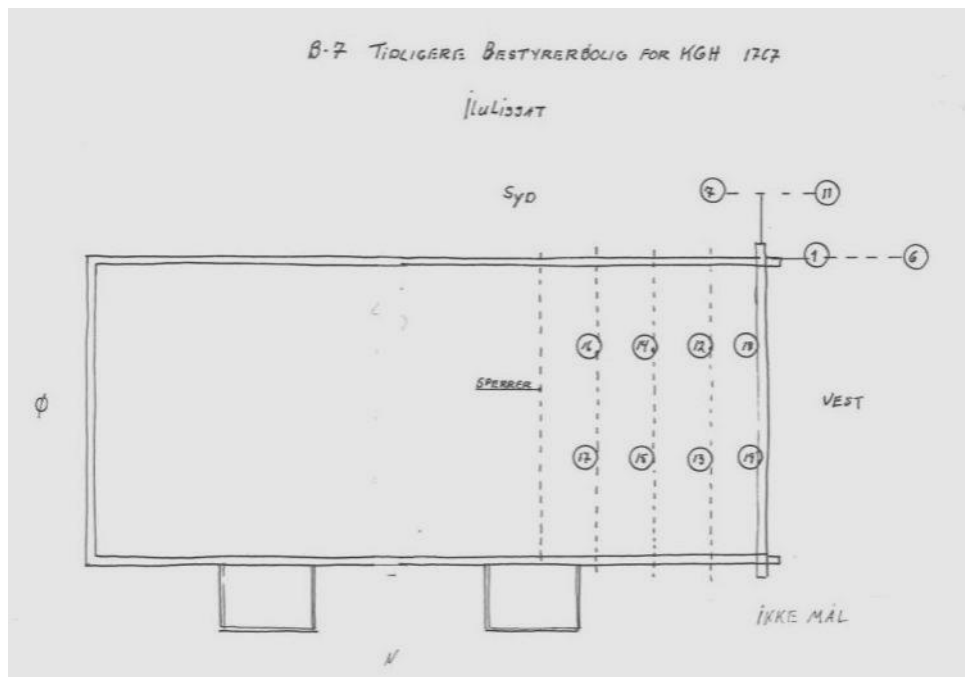 B-7 TIDLIGERE BESTYRERBOLIG FOR KGH 17C7
ILULISSAT
SYD
7
11
1
6
16
14
12
18
SPERRER
Ø
VEST
17
15
13
19
IKKE MÅL
N